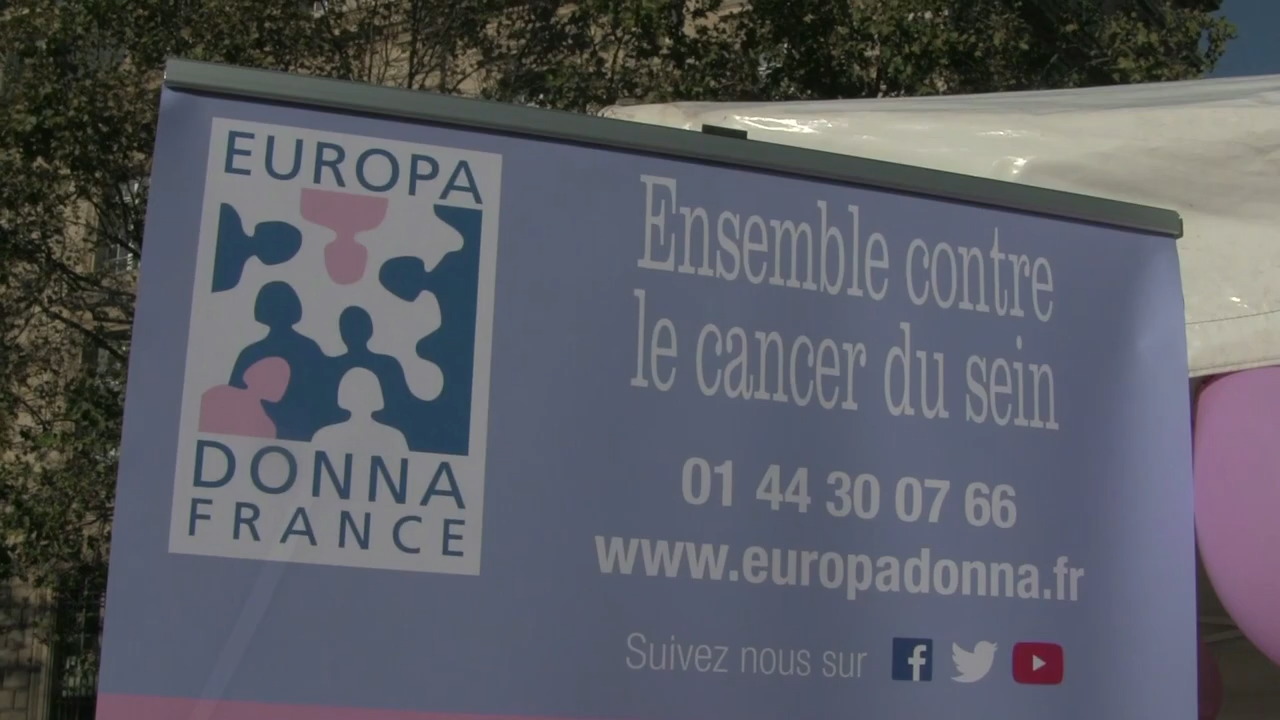 EUROPA
DONNA
FRANCE
Ensemble contre
le cancer du sein
01 44 30 07 66
www.europadonna.fr
Suivez nous sur